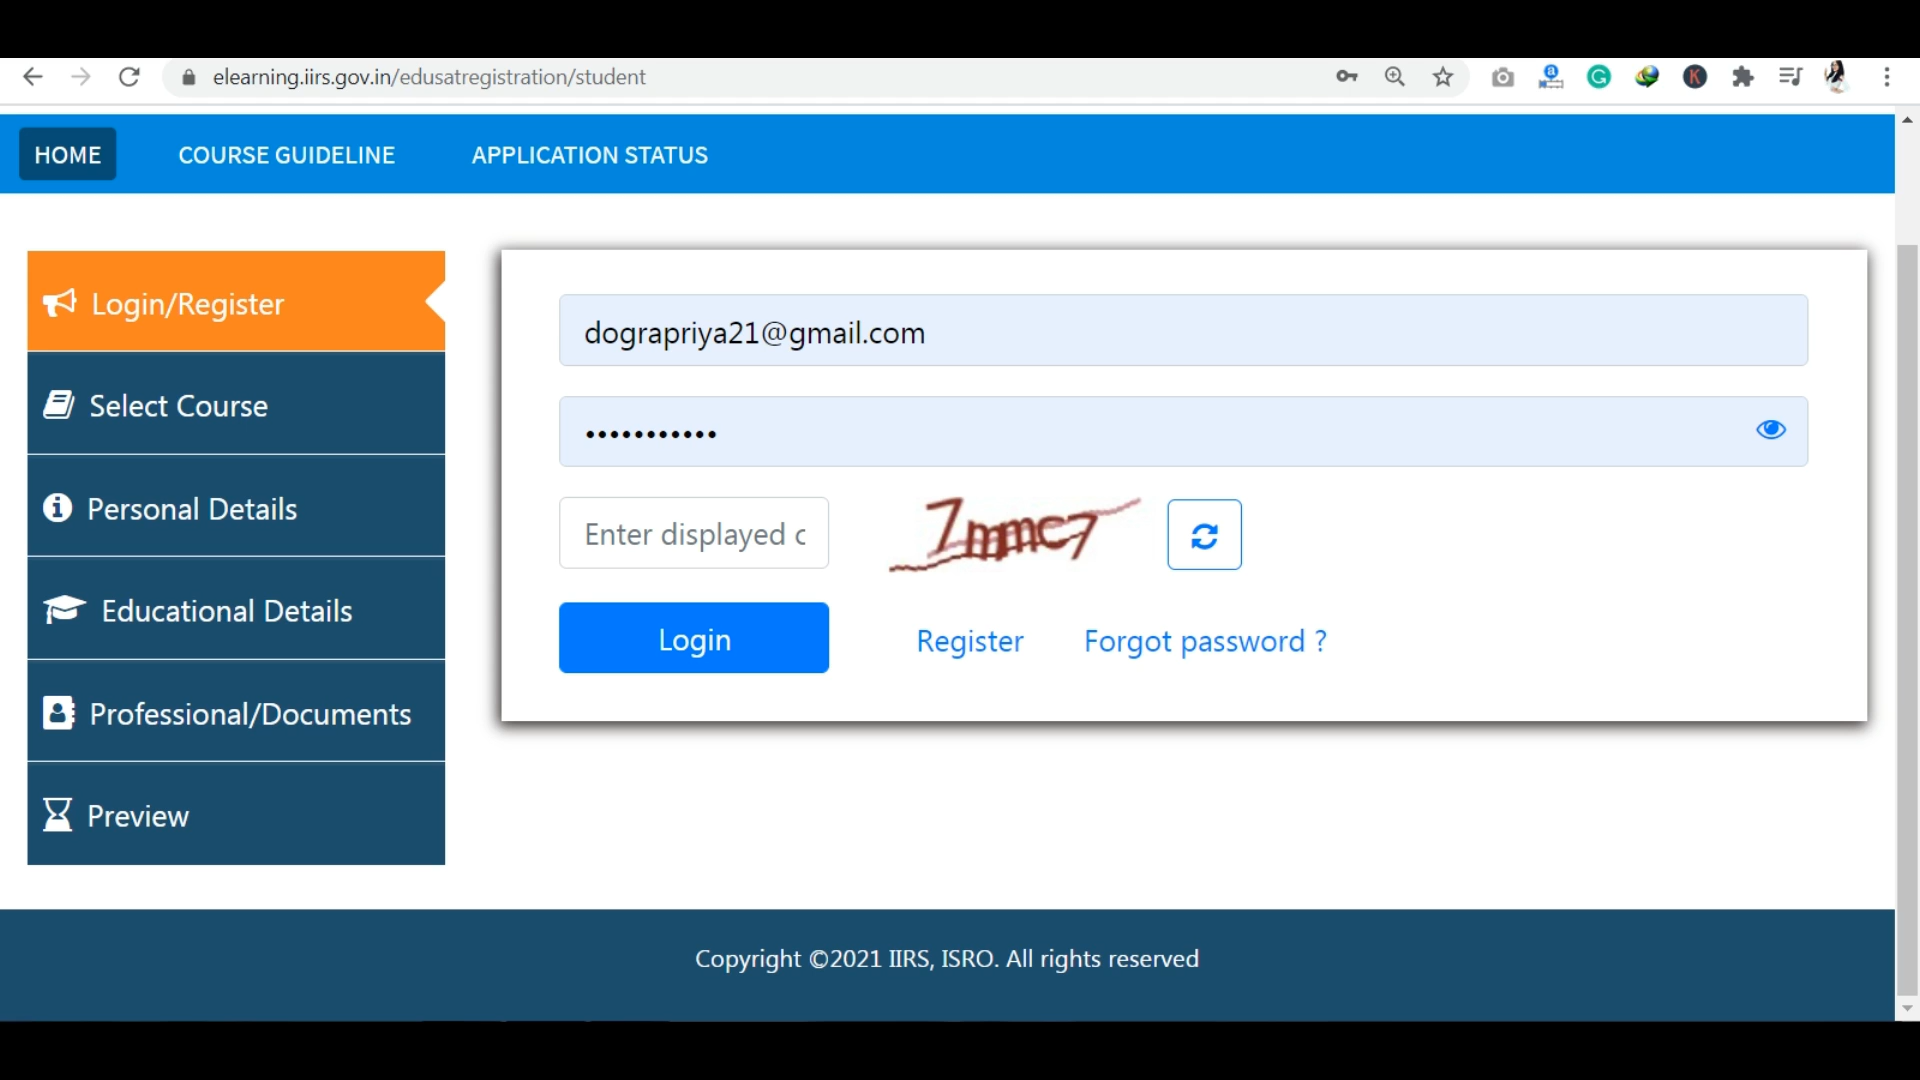 elearning.iirs.gov.in/edusatregistration/student
HOME COURSE GUIDELINE APPLICATION STATUS
Login/Register
Select Course
Personal Details
Educational Details
Professional/Documents
Preview
dograpriya21@gmail.com
•••••••••••
Enter displayed c
Login Register Forgot password ?
Copyright ©2021 IIRS, ISRO. All rights reserved